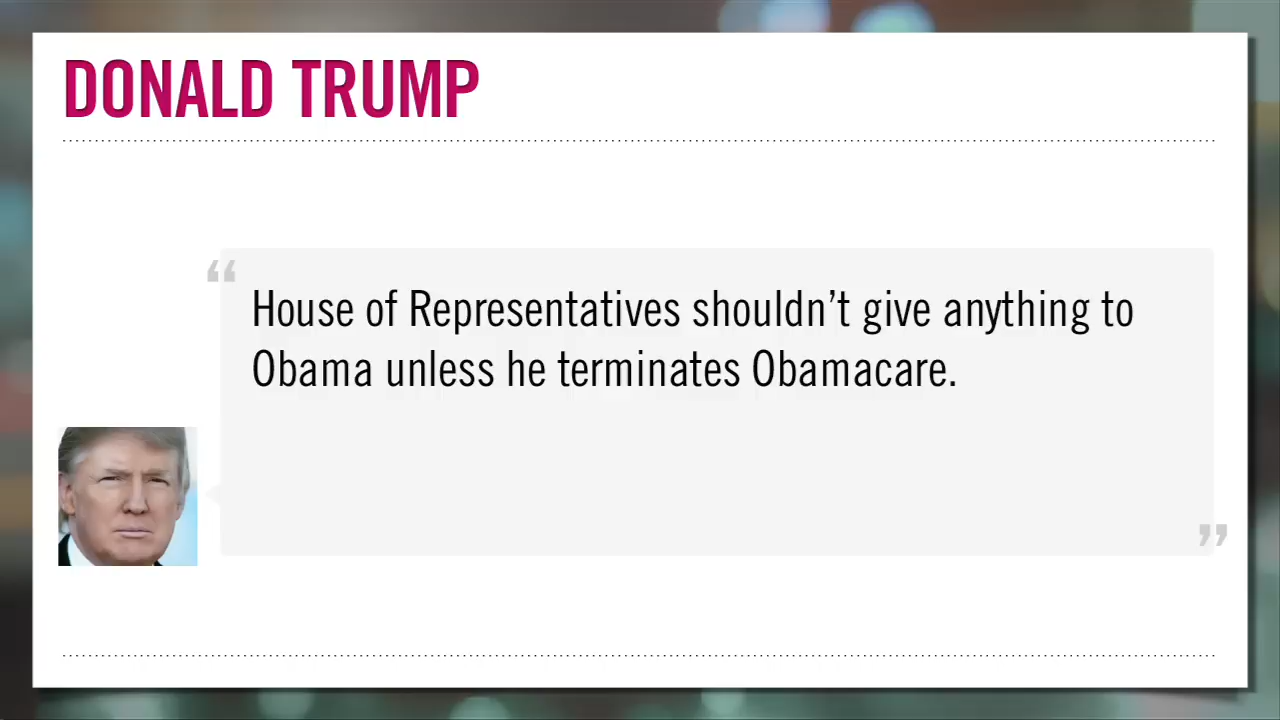 DONALD TRUMP
“
House of Representatives shouldn’t give anything to
Obama unless he terminates Obamacare.
”